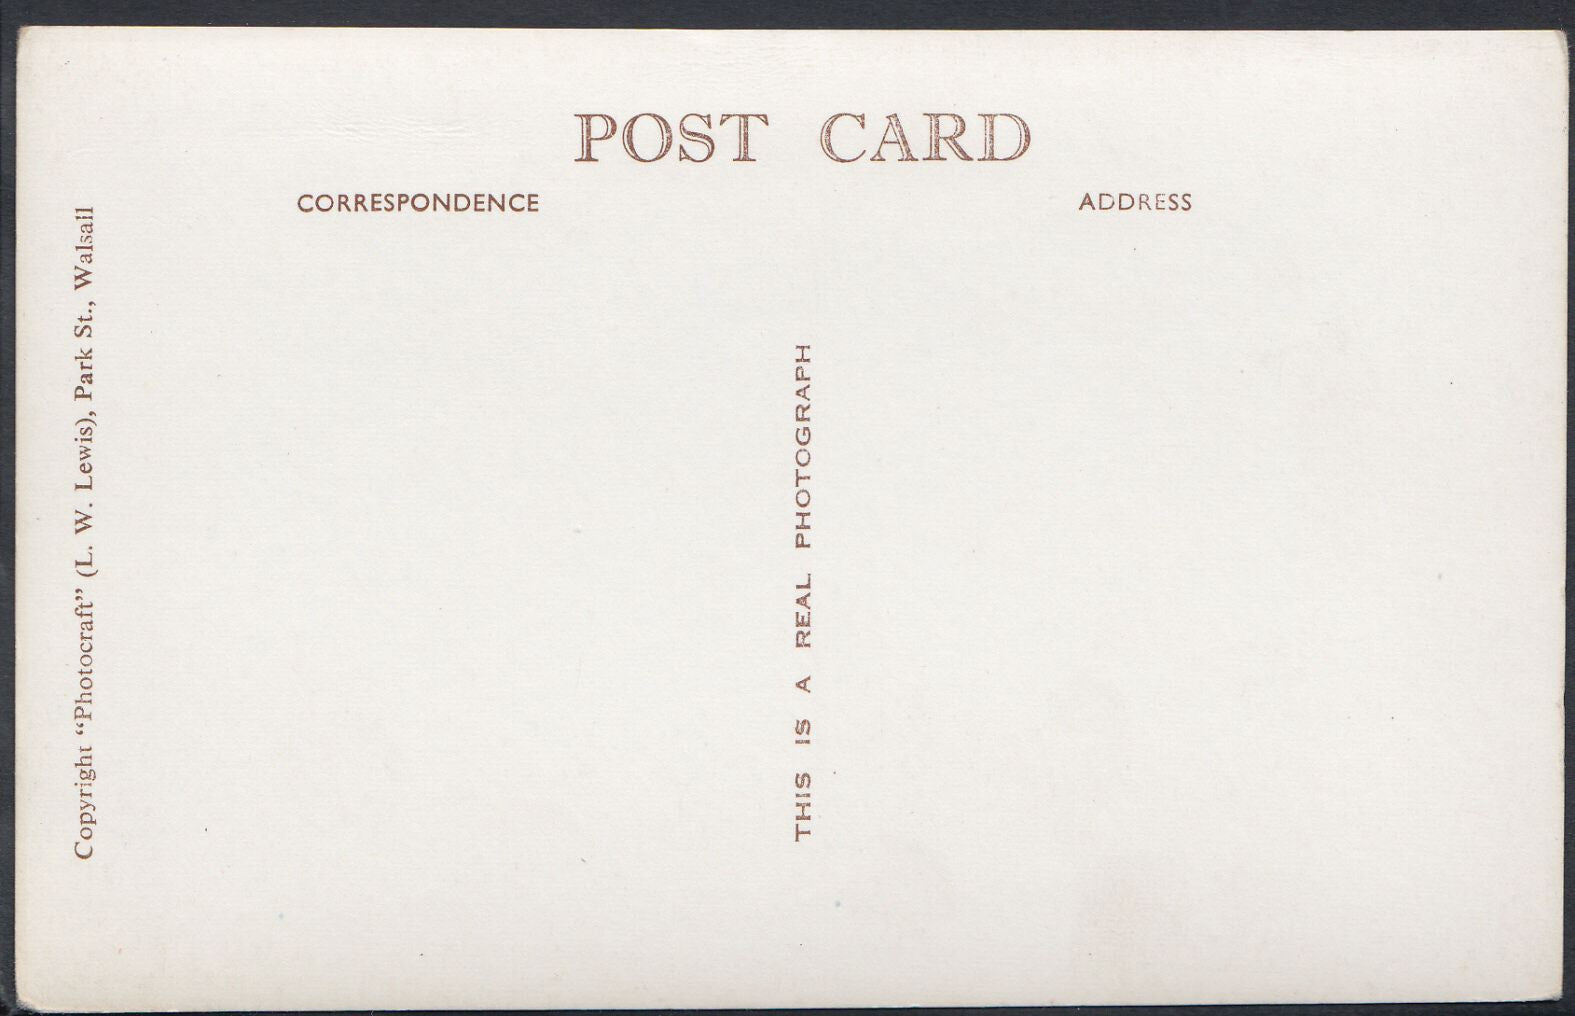 POST CARD
CORRESPONDENCE
ADDRESS
Copyright “Photocraft” (L. W. Lewis), Park St., Walsall
THIS IS A REAL PHOTOGRAPH